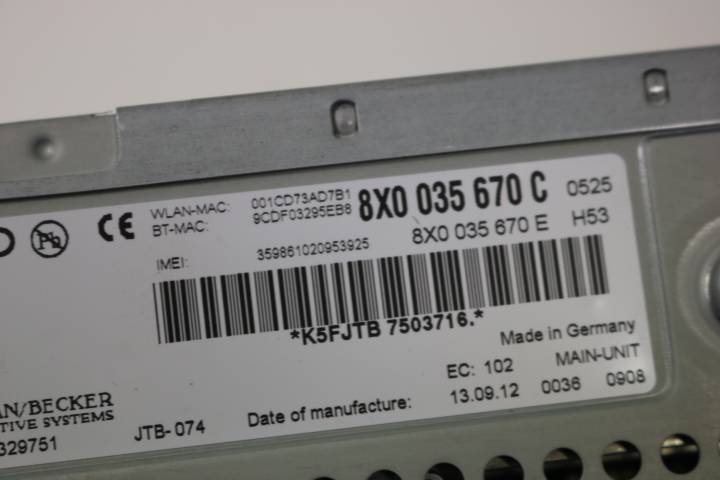 WLAN-MAC: 001CD73AD7B1 8X0 035 670 C 0525
BT-MAC: 9CDF03295EB8
IMEI: 359861020953925 8X0 035 670 E H53
*K5FJTB 7503716.*
Made in Germany
EC: 102 MAIN-UNIT
N/BECKER
TIVE SYSTEMS
329751 JTB- 074 Date of manufacture: 13.09.12 0036 0908
CE
Pb